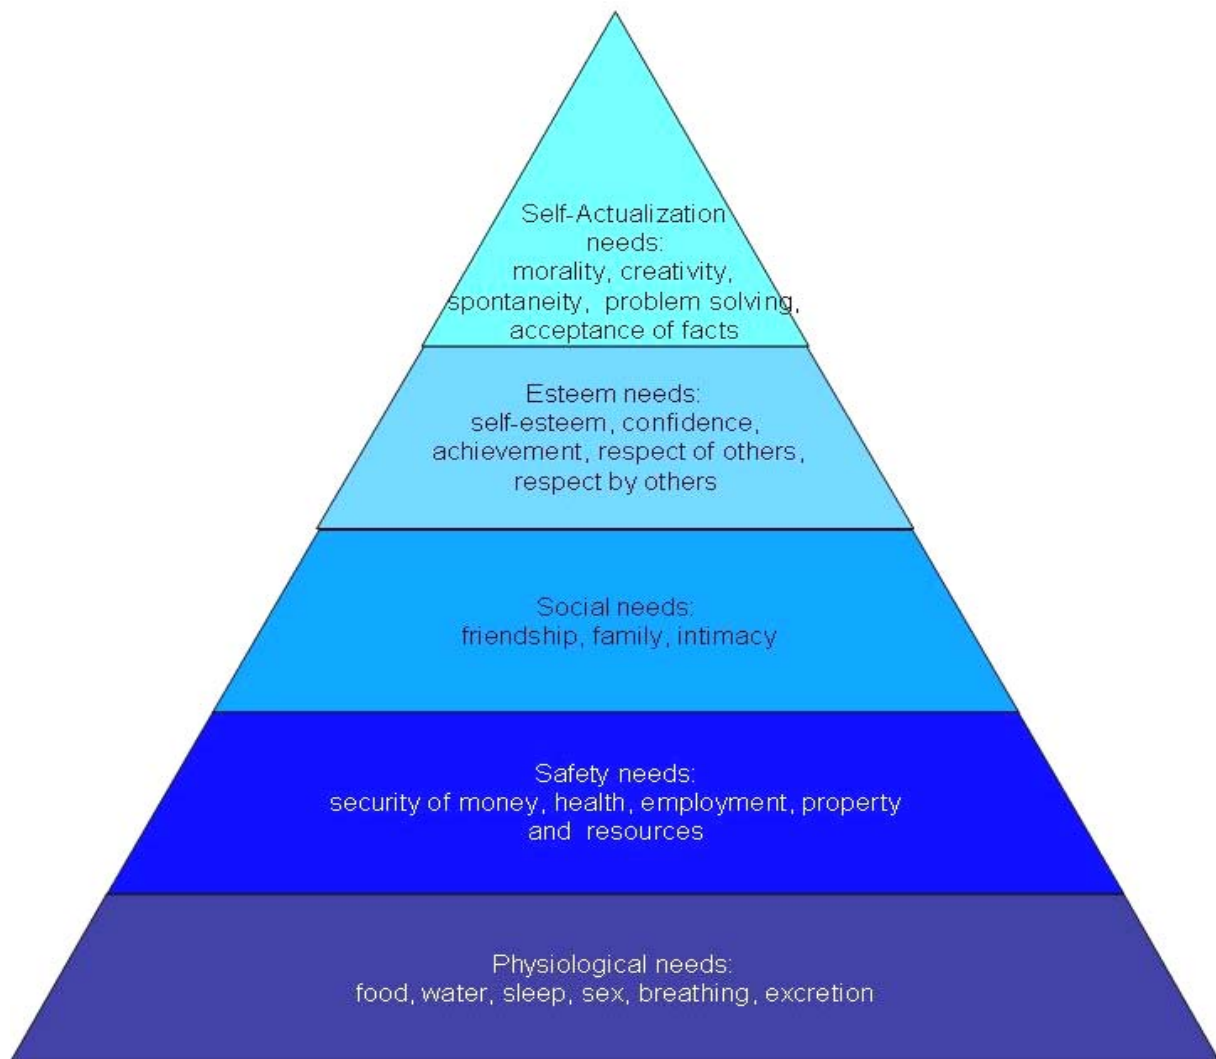 Self-Actualization
needs:
morality, creativity,
spontaneity, problem solving,
acceptance of facts
Esteem needs:
self-esteem, confidence,
achievement, respect of others,
respect by others
Social needs:
friendship, family, intimacy
Safety needs:
security of money, health, employment, property
and resources
Physiological needs:
food, water, sleep, sex, breathing, excretion